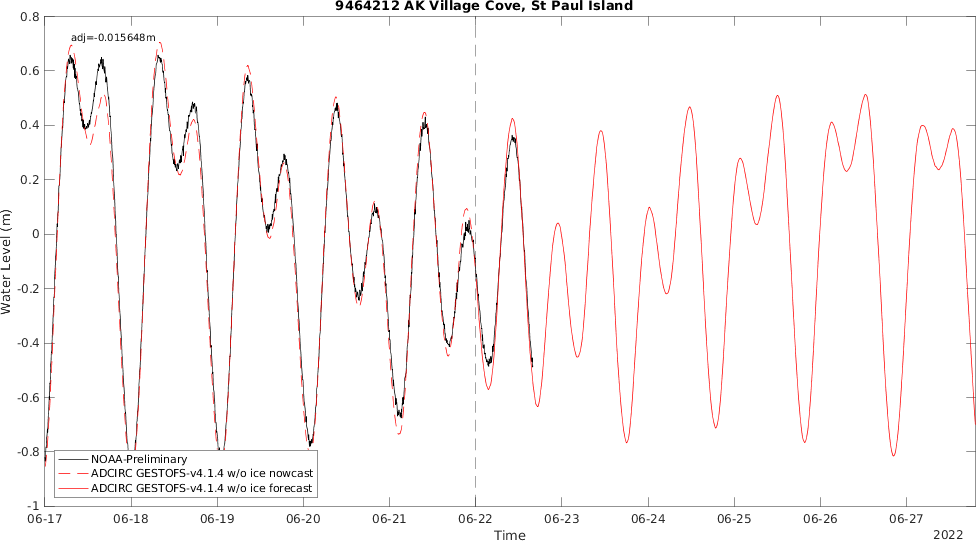 9464212 AK Village Cove, St Paul Island
adj=-0.015648m
Water Level (m)
0.8
0.6
0.4
0.2
0
-0.2
-0.4
-0.6
-0.8
-1
NOAA-Preliminary
ADCIRC GESTOFS-v4.1.4 w/o ice nowcast
ADCIRC GESTOFS-v4.1.4 w/o ice forecast
06-17 06-18 06-19 06-20 06-21 06-22 06-23 06-24 06-25 06-26 06-27
Time
2022